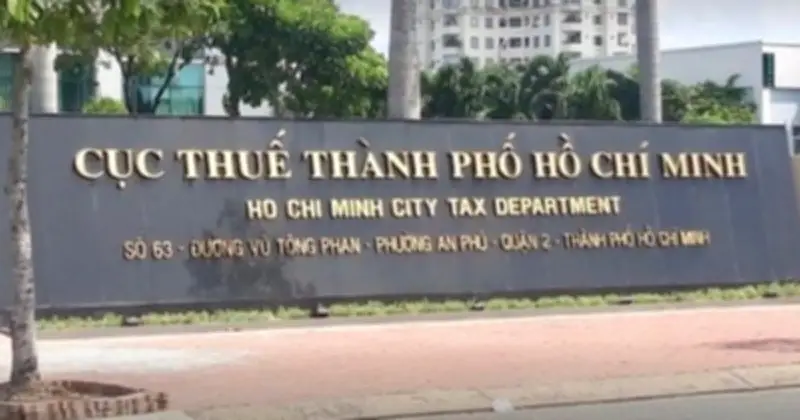 CỤC THUẾ THÀNH PHỐ HỒ CHÍ MINH
HO CHI MINH CITY TAX DEPARTMENT
SỐ 63 - ĐƯỜNG VŨ TÔNG PHAN - PHƯỜNG AN PHÚ - QUẬN 2 - THÀNH PHỐ HỒ CHÍ MINH